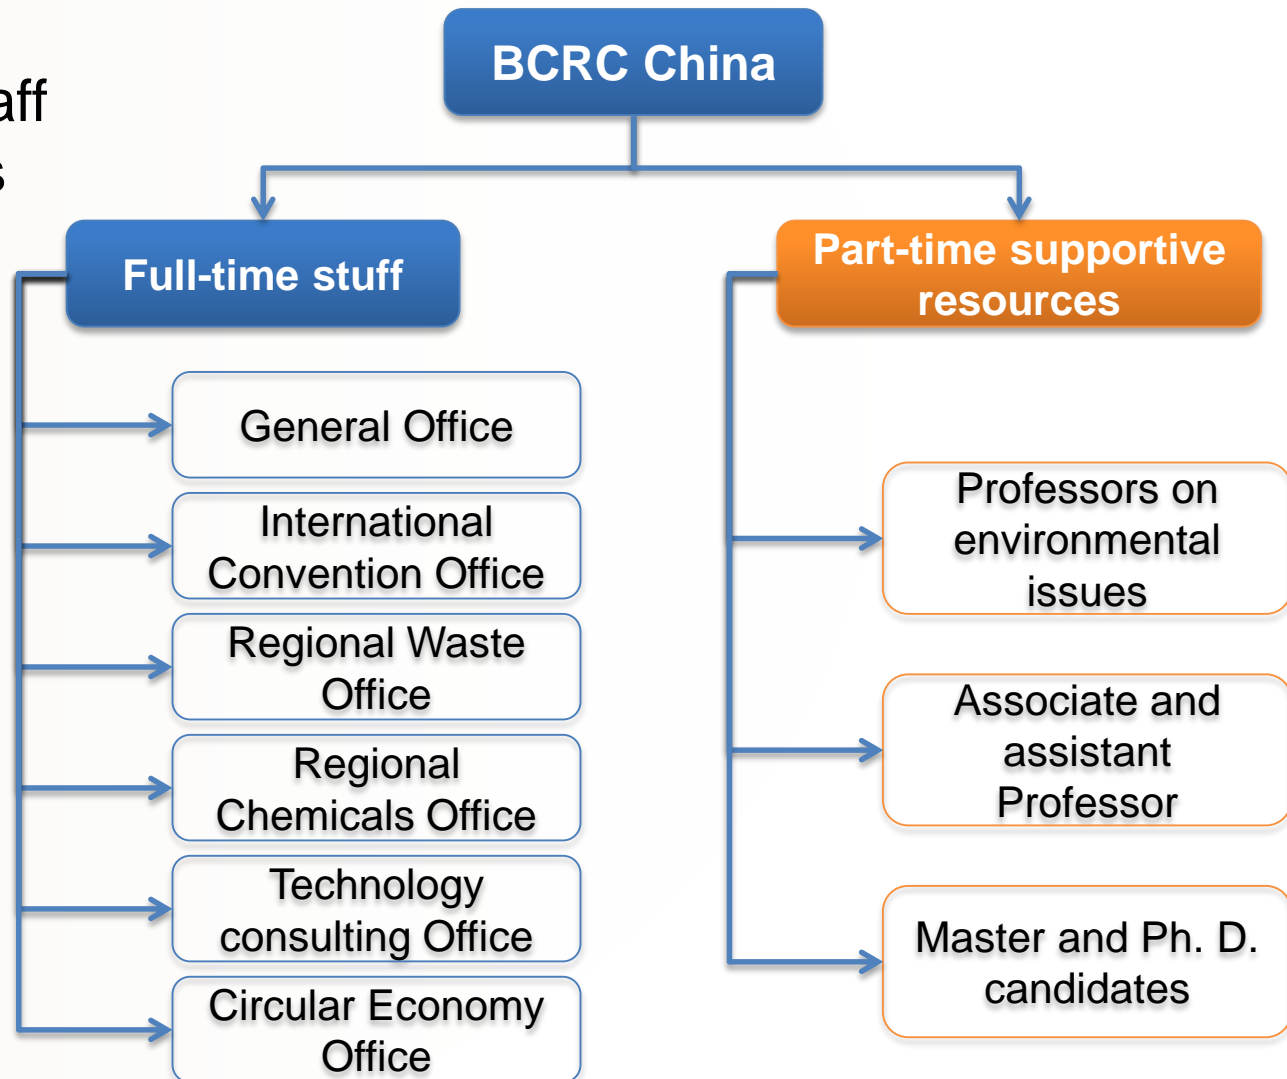 BCRC China
Full-time stuff
General Office
International
Convention Office
Regional Waste
Office
Regional
Chemicals Office
Technology
consulting Office
Circular Economy
Office
Part-time supportive
resources
Professors on
environmental
issues
Associate and
assistant
Professor
Master and Ph. D.
candidates